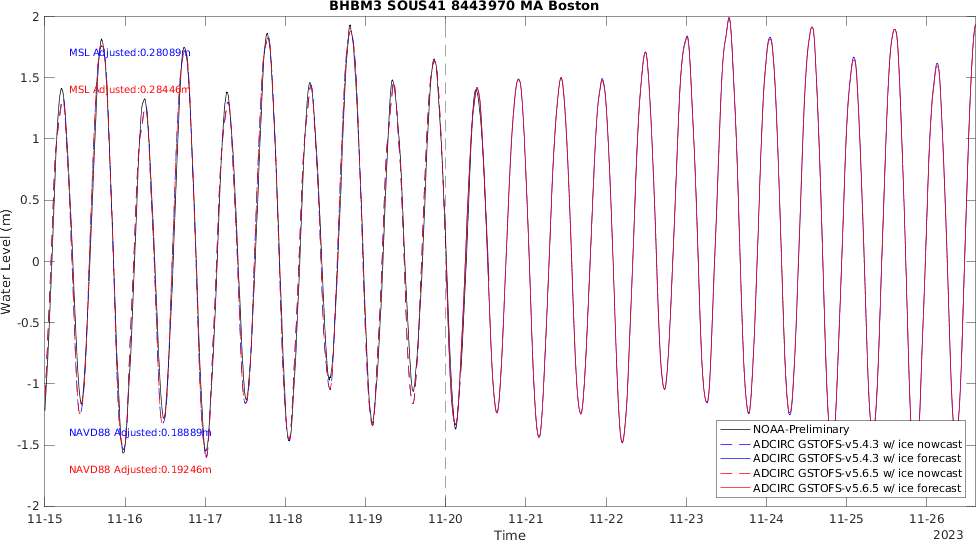 BHBM3 SOUS41 8443970 MA Boston
2
1.5
1
0.5
0
-0.5
-1
-1.5
-2
Water Level (m)
MSL Adjusted:0.28089m
MSL Adjusted:0.28446m
NAVD88 Adjusted:0.18889m
NAVD88 Adjusted:0.19246m
NOAA-Preliminary
ADCIRC GSTOFS-v5.4.3 w/ ice nowcast
ADCIRC GSTOFS-v5.4.3 w/ ice forecast
ADCIRC GSTOFS-v5.6.5 w/ ice nowcast
ADCIRC GSTOFS-v5.6.5 w/ ice forecast
11-15 11-16 11-17 11-18 11-19 11-20 11-21 11-22 11-23 11-24 11-25 11-26
Time
2023